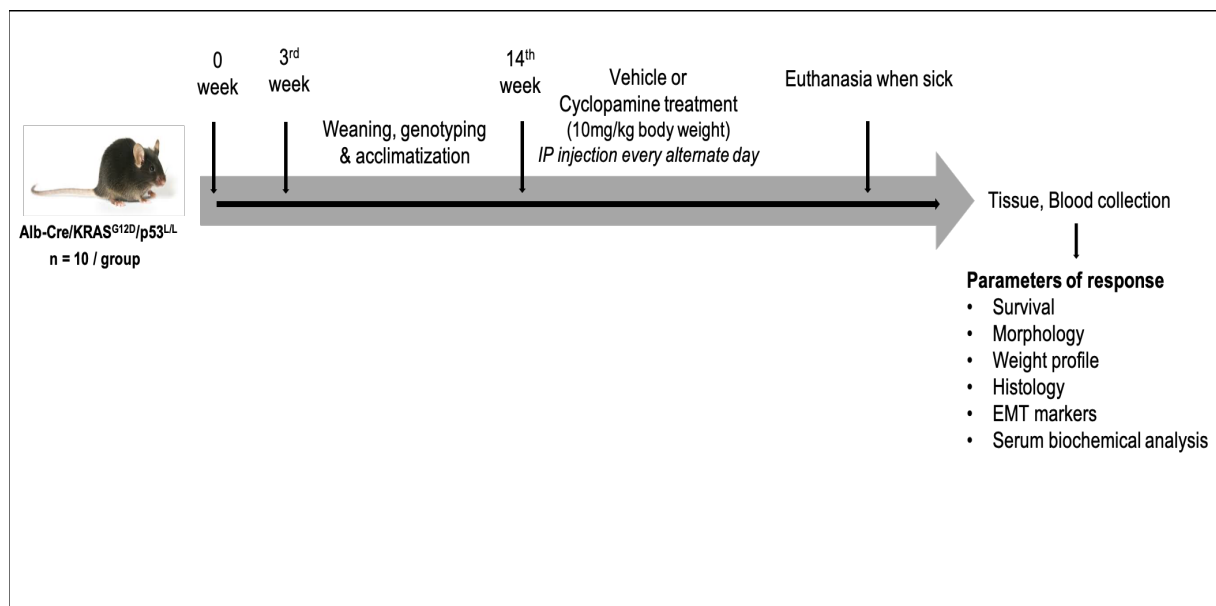 0
week
3rd
week
Weaning, genotyping
& acclimatization
14th
week
Vehicle or
Cyclopamine treatment
(10mg/kg body weight)
IP injection every alternate day
Euthanasia when sick
Alb-Cre/KRASG12D/p53L/L
n = 10 / group
Tissue, Blood collection
Parameters of response
• Survival
• Morphology
• Weight profile
• Histology
• EMT markers
• Serum biochemical analysis